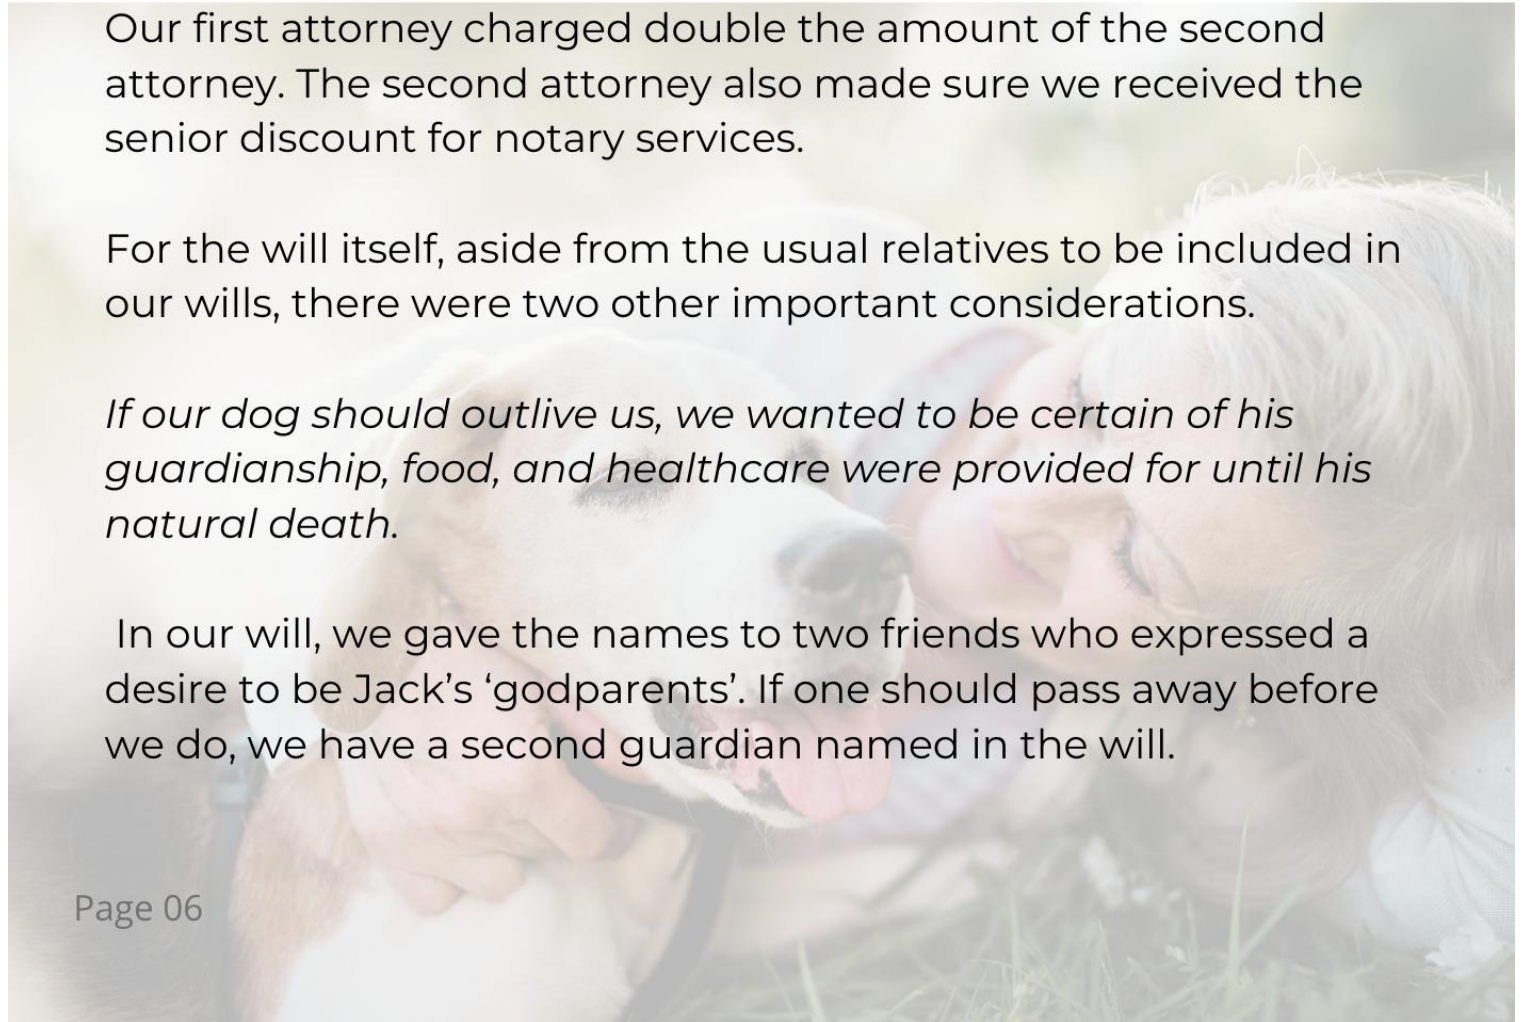 Our first attorney charged double the amount of the second
attorney. The second attorney also made sure we received the
senior discount for notary services.
For the will itself, aside from the usual relatives to be included in
our wills, there were two other important considerations.
If our dog should outlive us, we wanted to be certain of his
guardianship, food, and healthcare were provided for until his
natural death.
In our will, we gave the names to two friends who expressed a
desire to be Jack’s ‘godparents’. If one should pass away before
we do, we have a second guardian named in the will.
Page 06